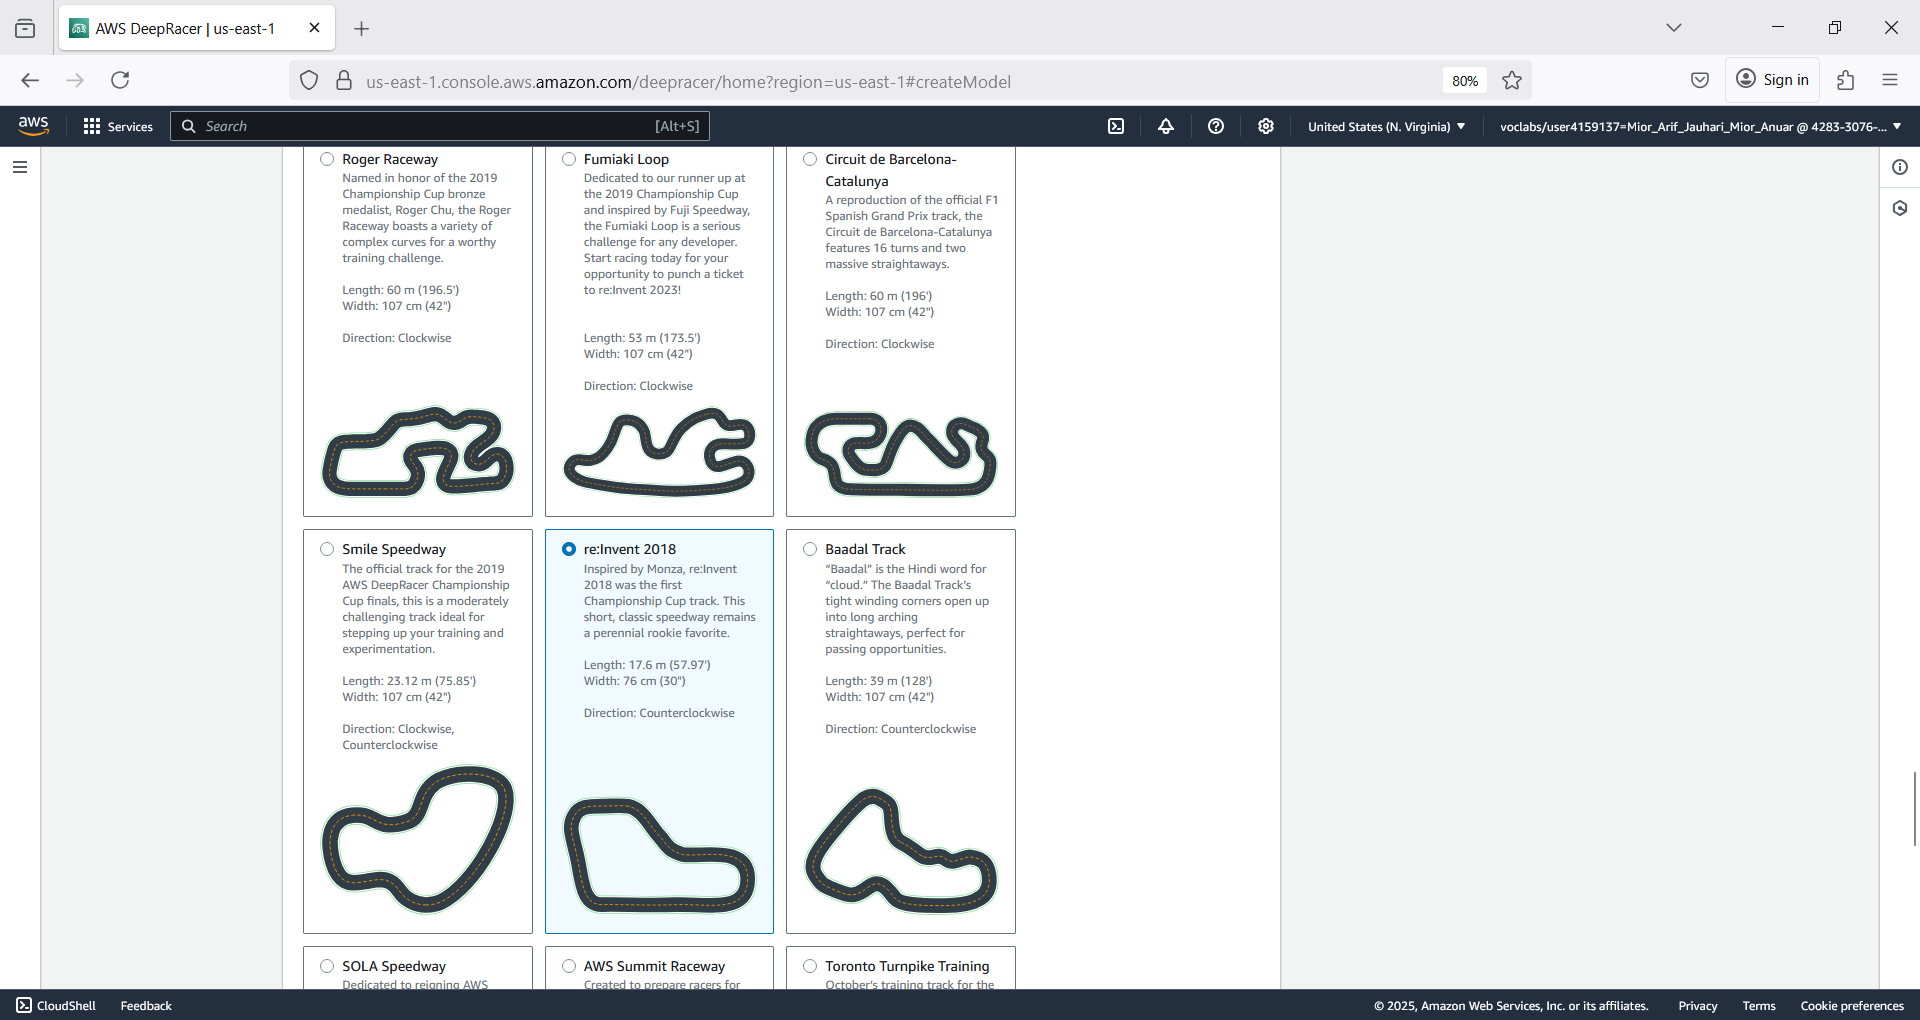 AWS DeepRacer | us-east-1
us-east-1.console.aws.amazon.com/deepracer/home?region=us-east-1#createModel
80%
Sign in
aws
Services
Search
[Alt+S]
United States (N. Virginia)
voclabs/user4159137=Mior_Arif_Jauhari_Mior_Anuar @ 4283-3076-...
Roger Raceway
Named in honor of the 2019
Championship Cup bronze
medalist, Roger Chu, the Roger
Raceway boasts a variety of
complex curves for a worthy
training challenge.
Length: 60 m (196.5')
Width: 107 cm (42")
Direction: Clockwise
Fumiaki Loop
Dedicated to our runner up at
the 2019 Championship Cup
and inspired by Fuji Speedway,
the Fumiaki Loop is a serious
challenge for any developer.
Start racing today for your
opportunity to punch a ticket
to re:Invent 2023!
Length: 53 m (173.5')
Width: 107 cm (42")
Direction: Clockwise
Circuit de Barcelona-
Catalunya
A reproduction of the official F1
Spanish Grand Prix track, the
Circuit de Barcelona-Catalunya
features 16 turns and two
massive straightaways.
Length: 60 m (196')
Width: 107 cm (42")
Direction: Clockwise
Smile Speedway
The official track for the 2019
AWS DeepRacer Championship
Cup finals, this is a moderately
challenging track ideal for
stepping up your training and
experimentation.
Length: 23.12 m (75.85')
Width: 107 cm (42")
Direction: Clockwise,
Counterclockwise
re:Invent 2018
Inspired by Monza, re:Invent
2018 was the first
Championship Cup track. This
short, classic speedway remains
a perennial rookie favorite.
Length: 17.6 m (57.97')
Width: 76 cm (30")
Direction: Counterclockwise
Baadal Track
“Baadal” is the Hindi word for
“cloud.” The Baadal Track’s
tight winding corners open up
into long arching
straightaways, perfect for
passing opportunities.
Length: 39 m (128')
Width: 107 cm (42")
Direction: Counterclockwise
SOLA Speedway
Dedicated to reigning AWS
AWS Summit Raceway
Created to prepare racers for
Toronto Turnpike Training
October's training track for the
CloudShell
Feedback
© 2025, Amazon Web Services, Inc. or its affiliates.
Privacy
Terms
Cookie preferences